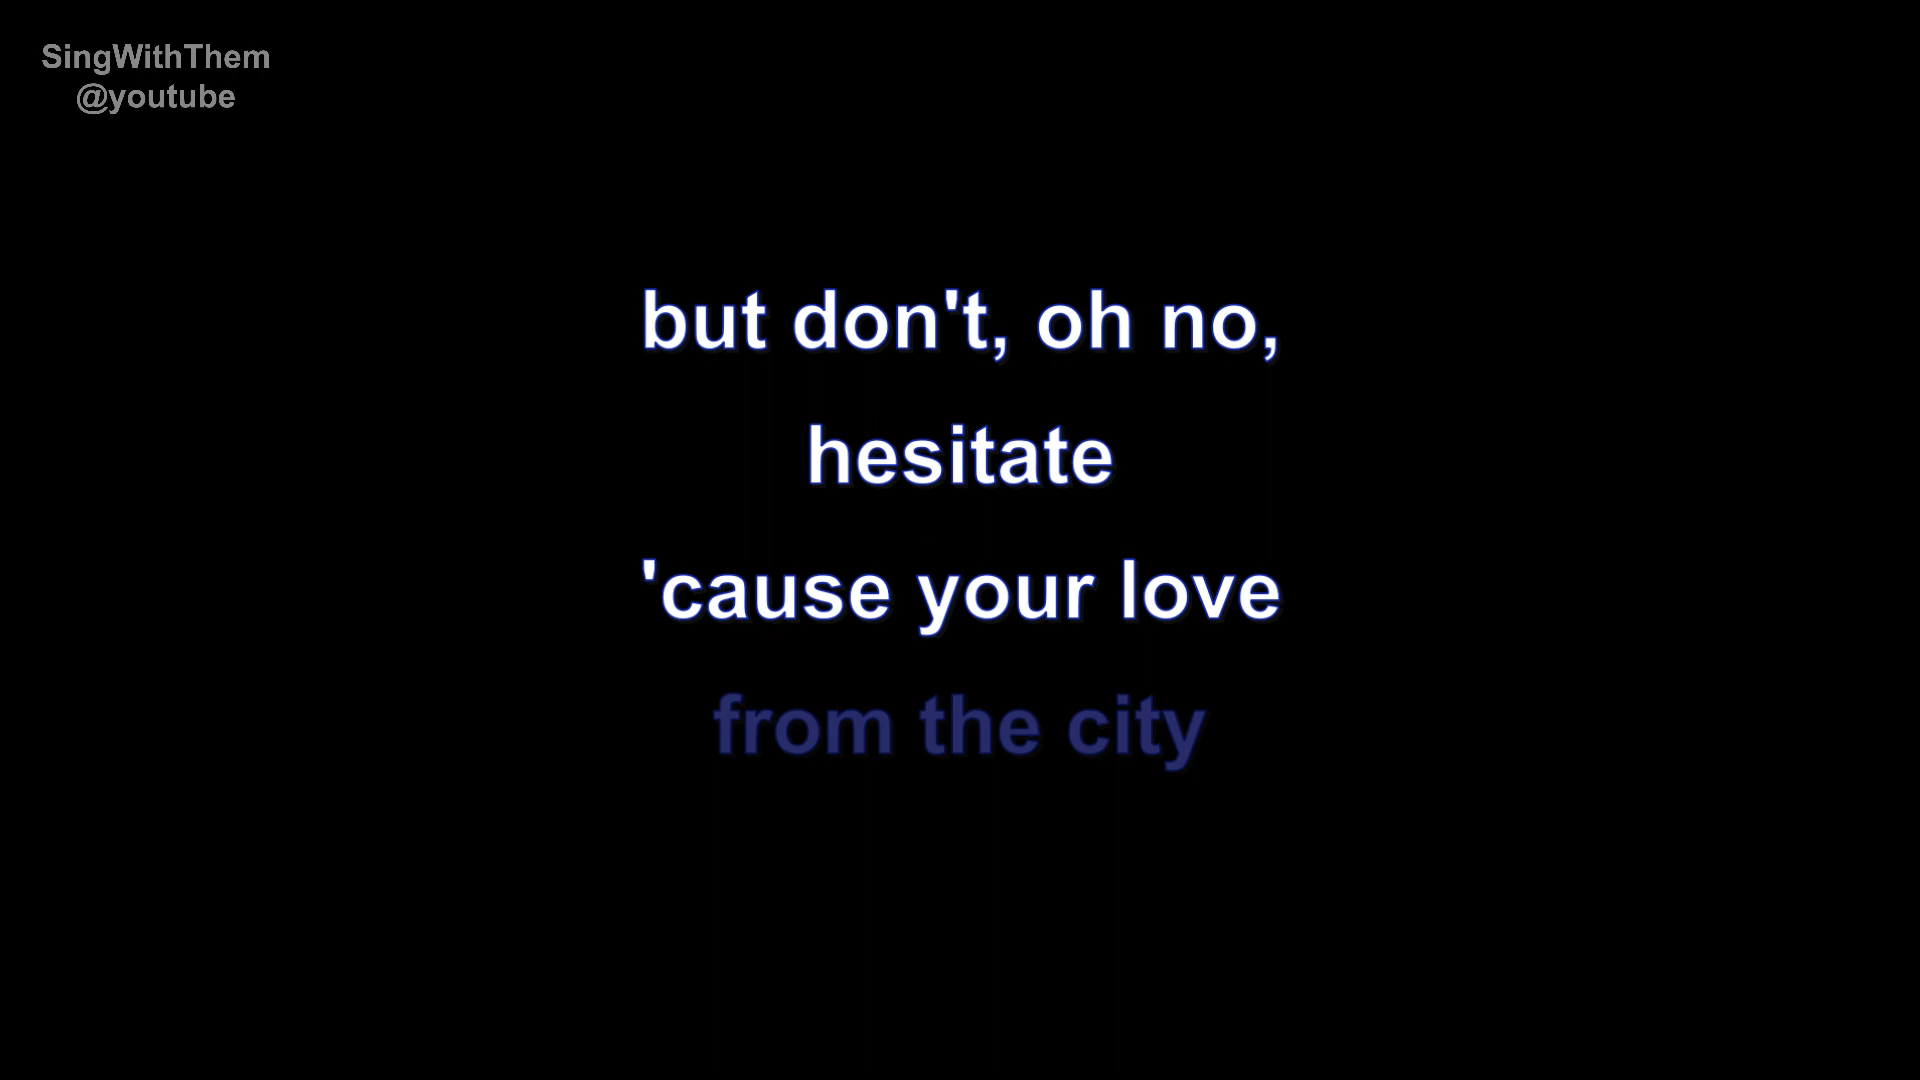 SingWithThem
@youtube
but don't, oh no,
hesitate
'cause your love
from the city